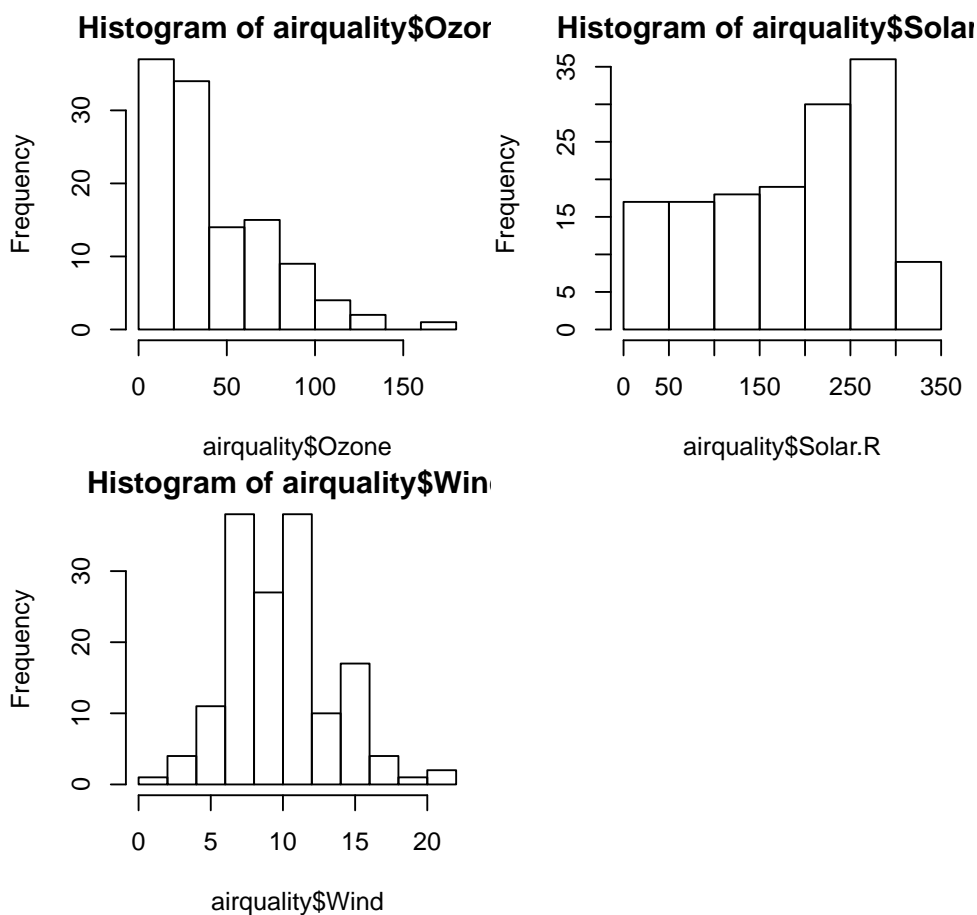 Histogram of airquality$Ozon
Frequency
30
20
10
0
0 50 100 150
airquality$Ozone
Histogram of airquality$Solar
Frequency
35
25
15
5
0
0 50 150 250 350
airquality$Solar.R
Histogram of airquality$Win
Frequency
30
20
10
0
0 5 10 15 20
airquality$Wind